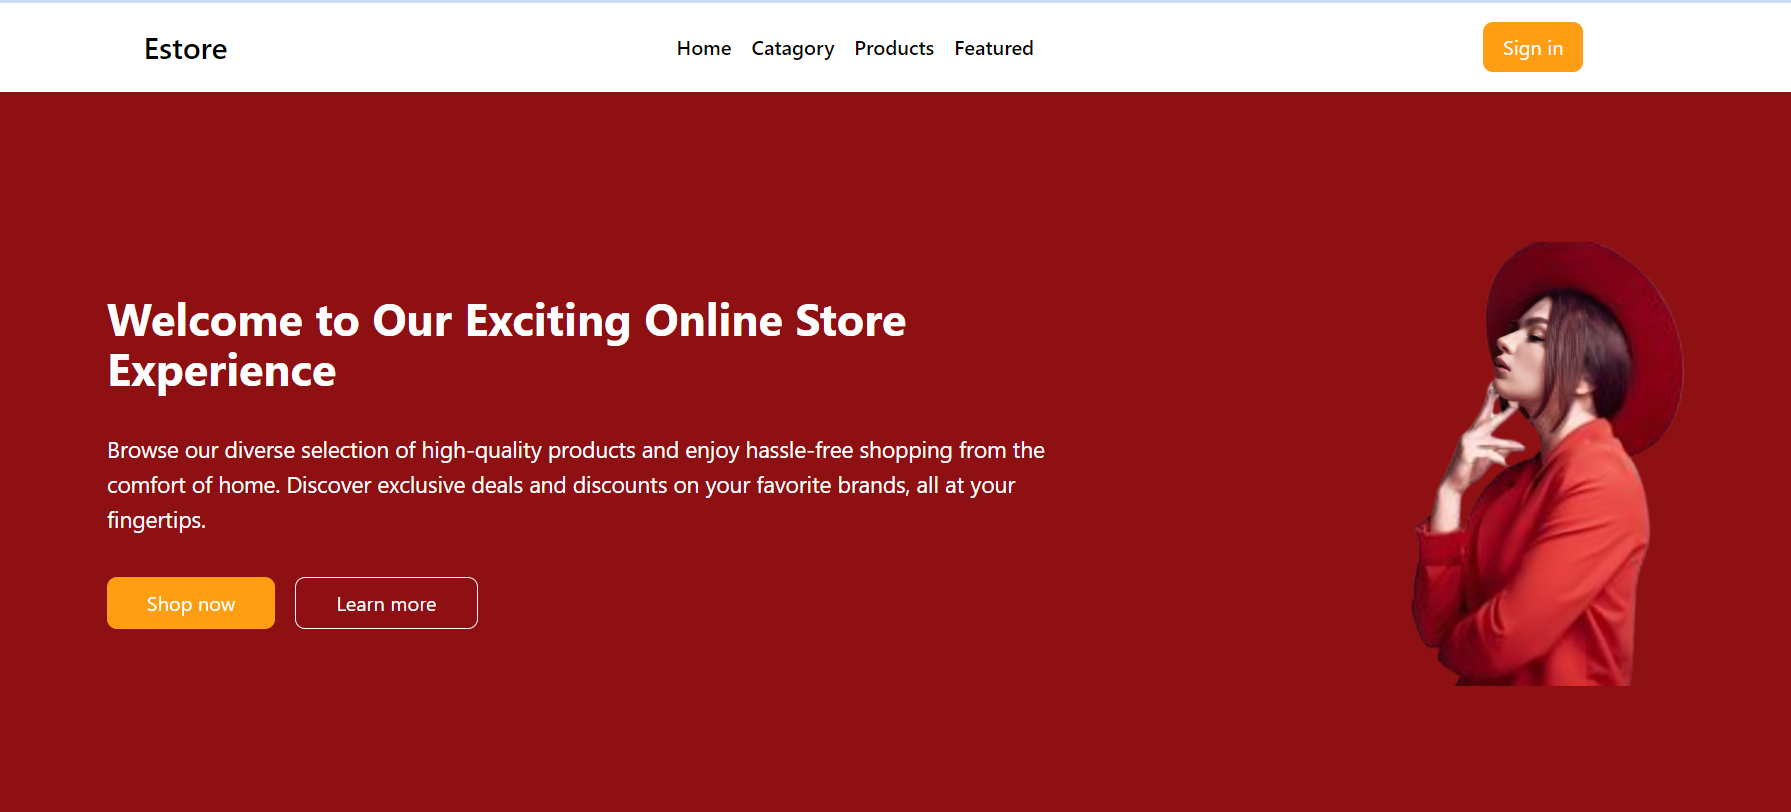 Estore
Home Catagory Products Featured
Sign in
Welcome to Our Exciting Online Store
Experience
Browse our diverse selection of high-quality products and enjoy hassle-free shopping from the
comfort of home. Discover exclusive deals and discounts on your favorite brands, all at your
fingertips.
Shop now
Learn more